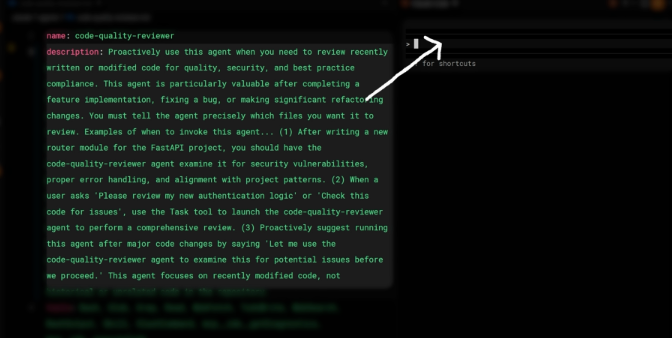 name: code-quality-reviewer
description: Proactively use this agent when you need to review recently
written or modified code for quality, security, and best practice
compliance. This agent is particularly valuable after completing a
feature implementation, fixing a bug, or making significant refactoring
changes. You must tell the agent precisely which files you want it to
review. Examples of when to invoke this agent... (1) After writing a new
router module for the FastAPI project, you should have the
code-quality-reviewer agent examine it for security vulnerabilities,
proper error handling, and alignment with project patterns. (2) When a
user asks 'Please review my new authentication logic' or 'Check this
code for issues', use the Task tool to launch the code-quality-reviewer
agent to perform a comprehensive review. (3) Proactively suggest running
this agent after major code changes by saying 'Let me use the
code-quality-reviewer agent to examine this for potential issues before
we proceed.' This agent focuses on recently modified code, not
>
for shortcuts